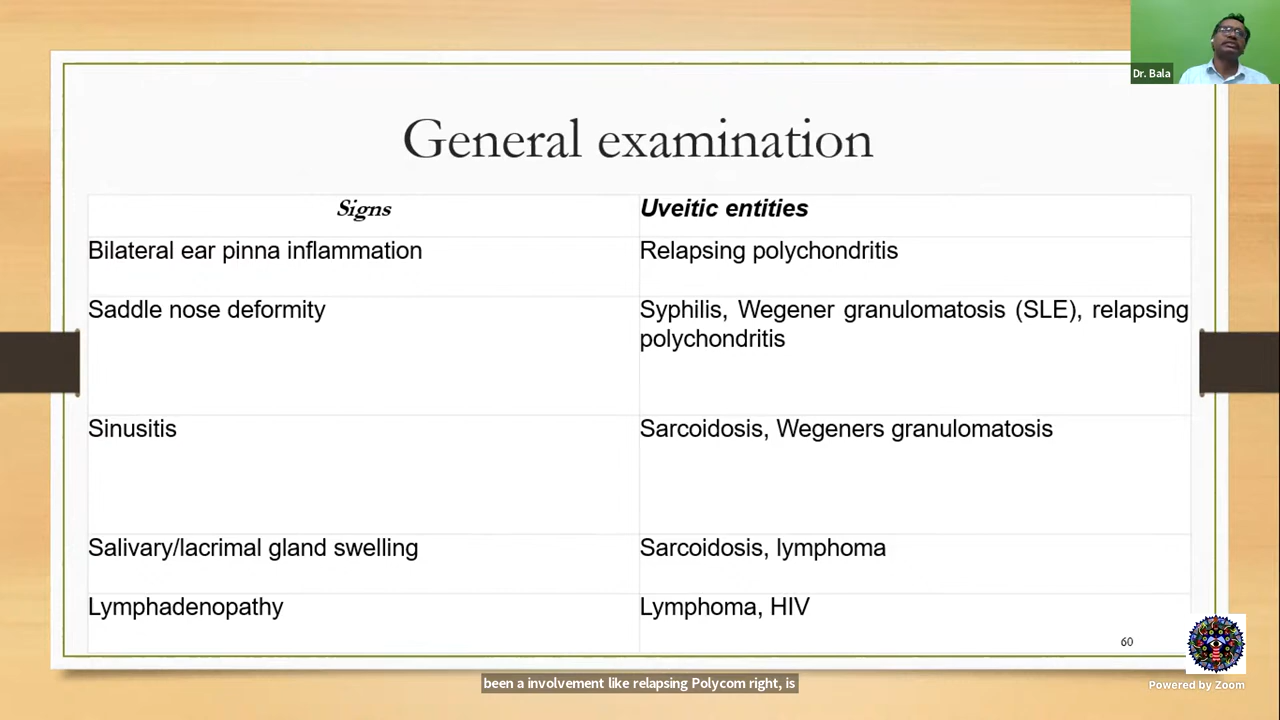 Dr. Bala
General examination
Signs
Uveitic entities
Bilateral ear pinna inflammation
Relapsing polychondritis
Saddle nose deformity
Syphilis, Wegener granulomatosis (SLE), relapsing
polychondritis
Sinusitis
Sarcoidosis, Wegeners granulomatosis
Salivary/lacrimal gland swelling
Sarcoidosis, lymphoma
Lymphadenopathy
Lymphoma, HIV
60
Powered by Zoom
been a involvement like relapsing Polycom right, is